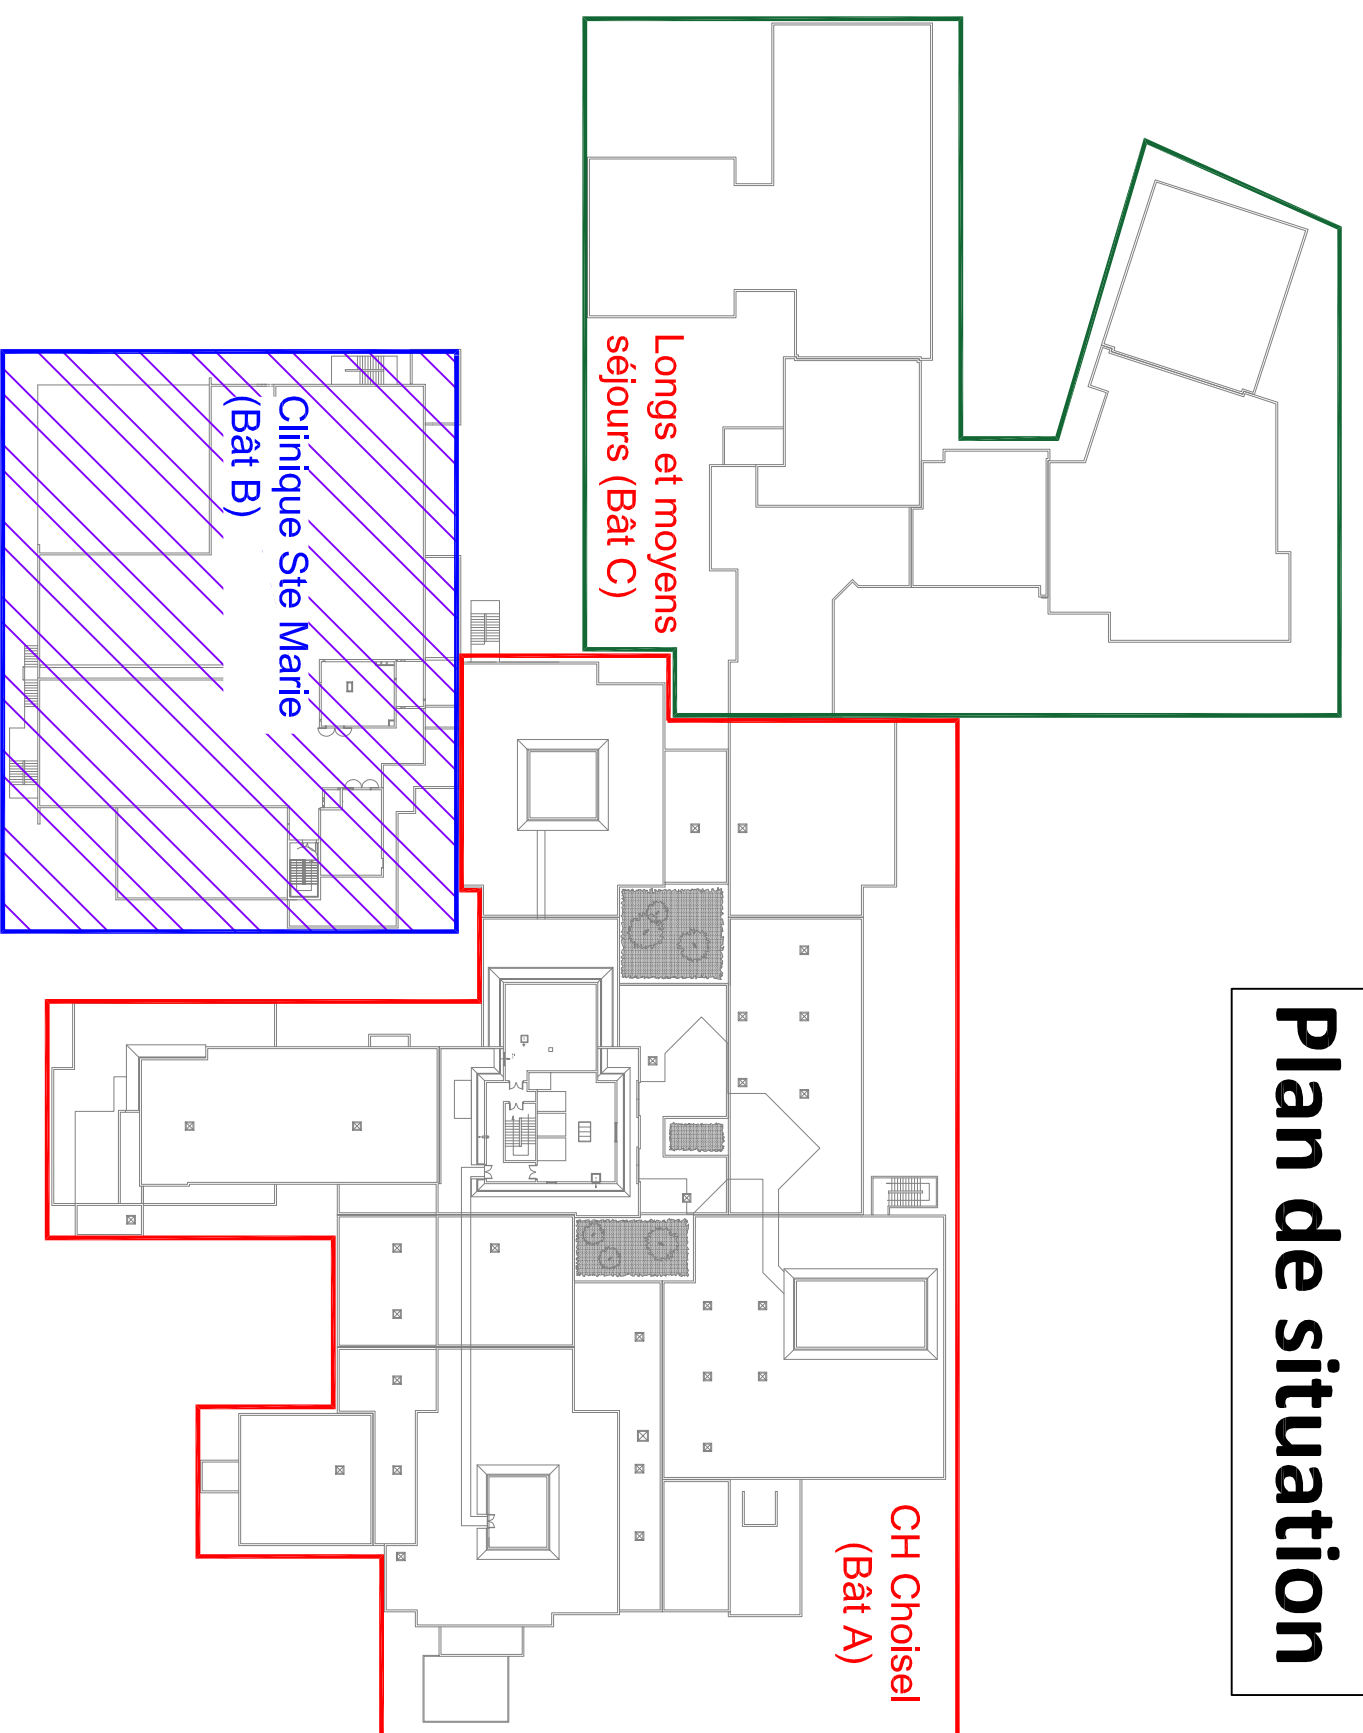 Plan de situation
Longs et moyens
séjours (Bât C)
Clinique Ste Marie
(Bât B)
CH Choisel
(Bât A)